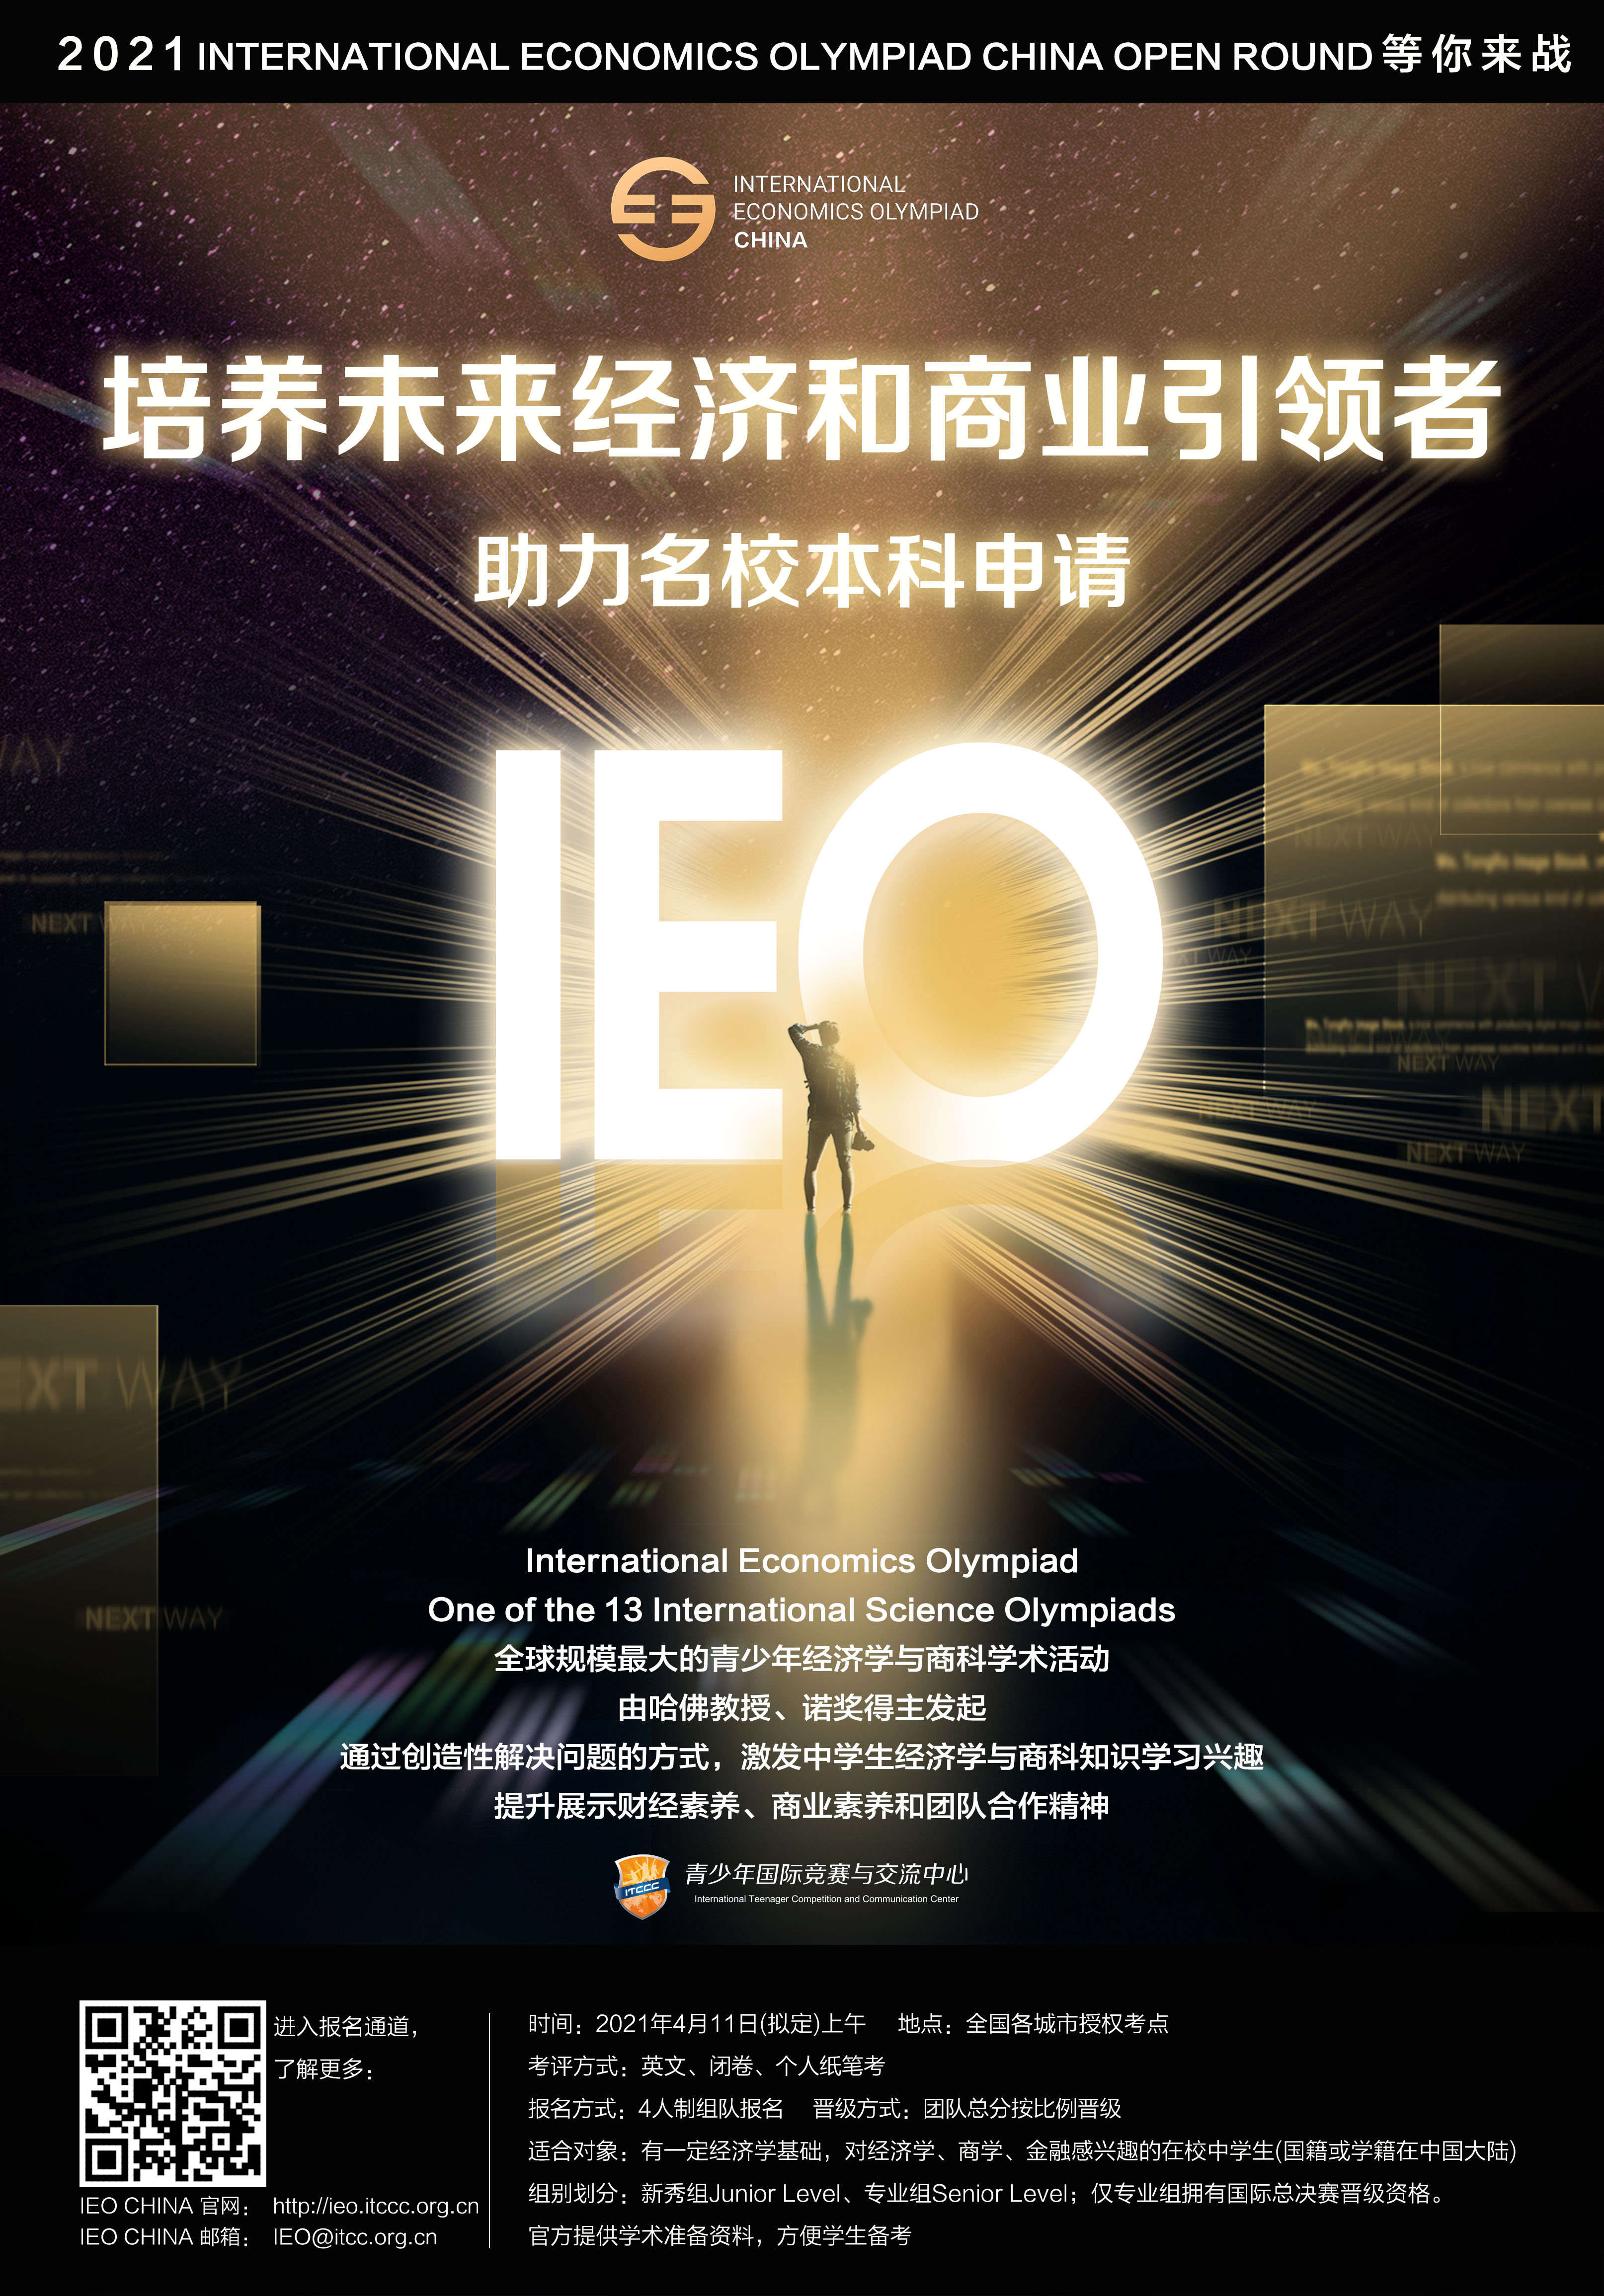 2021 INTERNATIONAL ECONOMICS OLYMPIAD CHINA OPEN ROUND 等你来战
INTERNATIONAL
ECONOMICS OLYMPIAD
CHINA
培养未来经济和商业引领者
助力名校本科申请
IEO
NEXT WAY
NEXT WAY
NEXT WAY
NEXT WAY
NEXT WAY
EXT WAY
NEXT WAY
International Economics Olympiad
One of the 13 International Science Olympiads
全球规模最大的青少年经济学与商科学术活动
由哈佛教授、诺奖得主发起
通过创造性解决问题的方式，激发中学生经济学与商科知识学习兴趣
提升展示财经素养、商业素养和团队合作精神
ITCCC
青少年国际竞赛与交流中心
International Teenager Competition and Communication Center
进入报名通道，
了解更多：
IEO CHINA 官网： http://ieo.itccc.org.cn
IEO CHINA 邮箱： IEO@itcc.org.cn
时间：2021年4月11日(拟定)上午 地点：全国各城市授权考点
考评方式：英文、闭卷、个人纸笔考
报名方式：4人制组队报名 晋级方式：团队总分按比例晋级
适合对象：有一定经济学基础，对经济学、商学、金融感兴趣的在校中学生(国籍或学籍在中国大陆)
组别划分：新秀组Junior Level、专业组Senior Level；仅专业组拥有国际总决赛晋级资格。
官方提供学术准备资料，方便学生备考